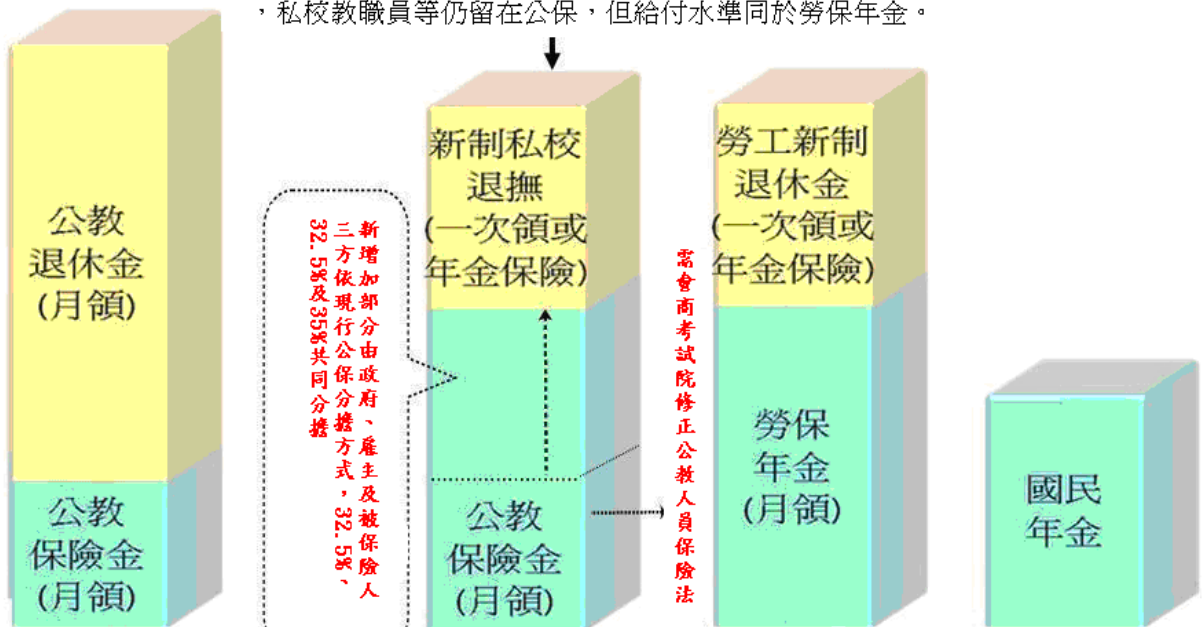 ，私校教職員等仍留在公保，但給付水準同於勞保年金。
公教
退休金
(月領)
公教
保險金
(月領)
新增加部分由政府、雇主及被保險人
三方依現行公保分擔方式，32.5%、
32.5%及35%共同分擔
新制私校
退撫
(一次領或
年金保險)
公教
保險金
(月領)
需會商考試院修正公教人員保險法
勞工新制
退休金
(一次領或
年金保險)
勞保
年金
(月領)
國民
年金